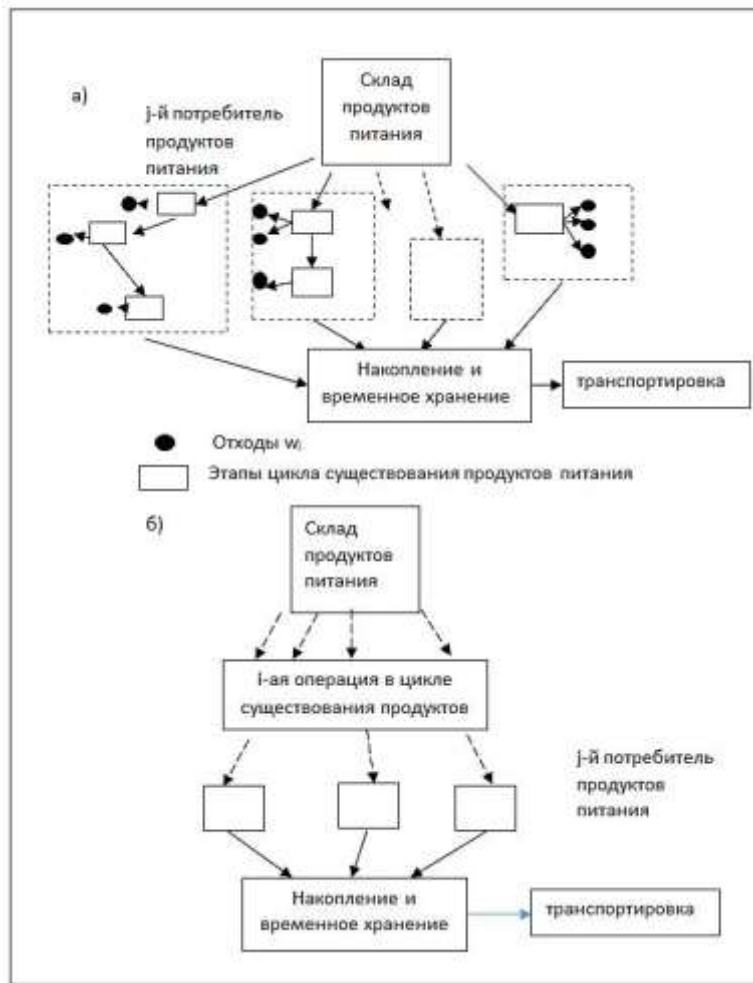 а)
Склад
продуктов
питания
j-й потребитель
продуктов
питания
Накопление и
временное хранение
транспортировка
Отходы wᵢ
Этапы цикла существования продуктов питания
б)
Склад
продуктов
питания
i-ая операция в цикле
существования продуктов
j-й потребитель
продуктов
питания
Накопление и
временное хранение
транспортировка